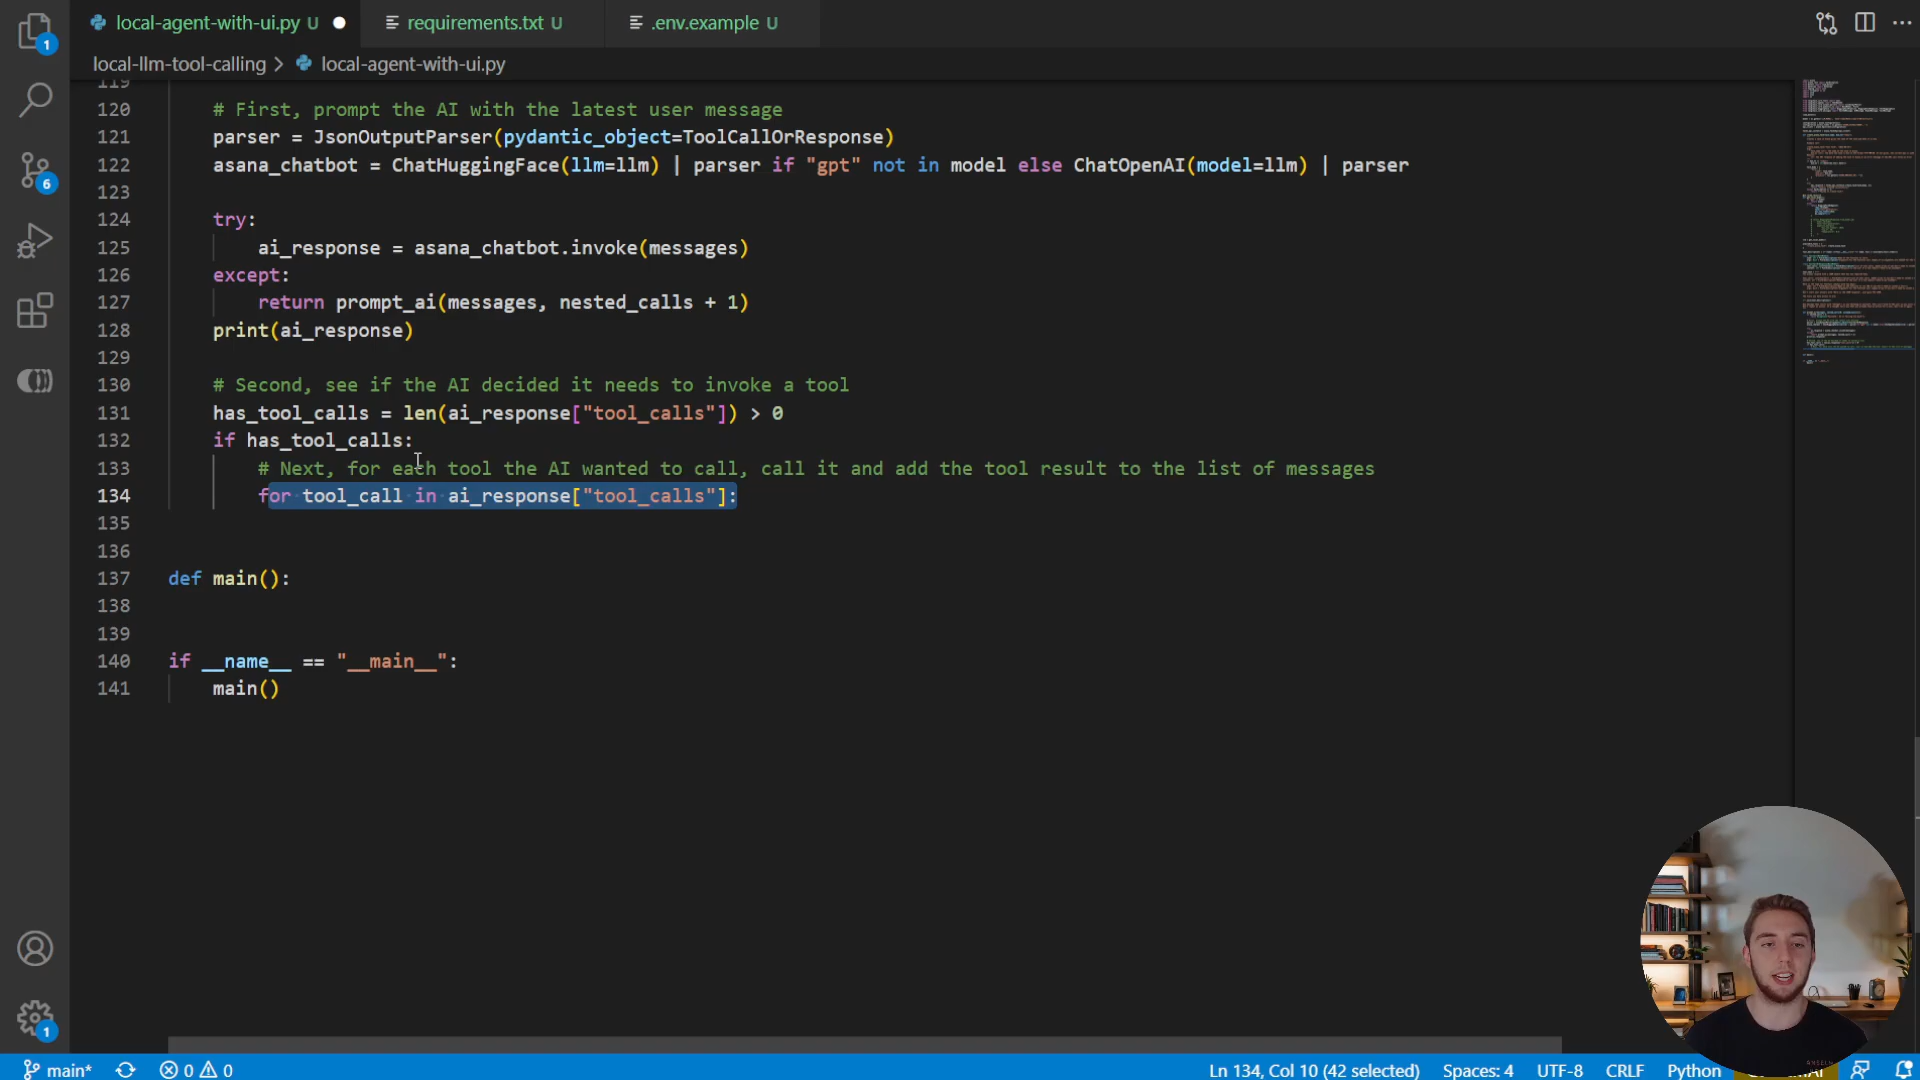 1
local-agent-with-ui.py U
requirements.txt U
.env.example U
local-llm-tool-calling > local-agent-with-ui.py
119
120 # First, prompt the AI with the latest user message
121 parser = JsonOutputParser(pydantic_object=ToolCallOrResponse)
122 asana_chatbot = ChatHuggingFace(llm=llm) | parser if "gpt" not in model else ChatOpenAI(model=llm) | parser
123
124 try:
125 ai_response = asana_chatbot.invoke(messages)
126 except:
127 return prompt_ai(messages, nested_calls + 1)
128 print(ai_response)
129
130 # Second, see if the AI decided it needs to invoke a tool
131 has_tool_calls = len(ai_response["tool_calls"]) > 0
132 if has_tool_calls:
133 # Next, for each tool the AI wanted to call, call it and add the tool result to the list of messages
134 for tool_call in ai_response["tool_calls"]:
135
136
137 def main():
138
139
140 if __name__ == "__main__":
141 main()
6
1
main* 0 0
Ln 134, Col 10 (42 selected) Spaces: 4 UTF-8 CRLF Python